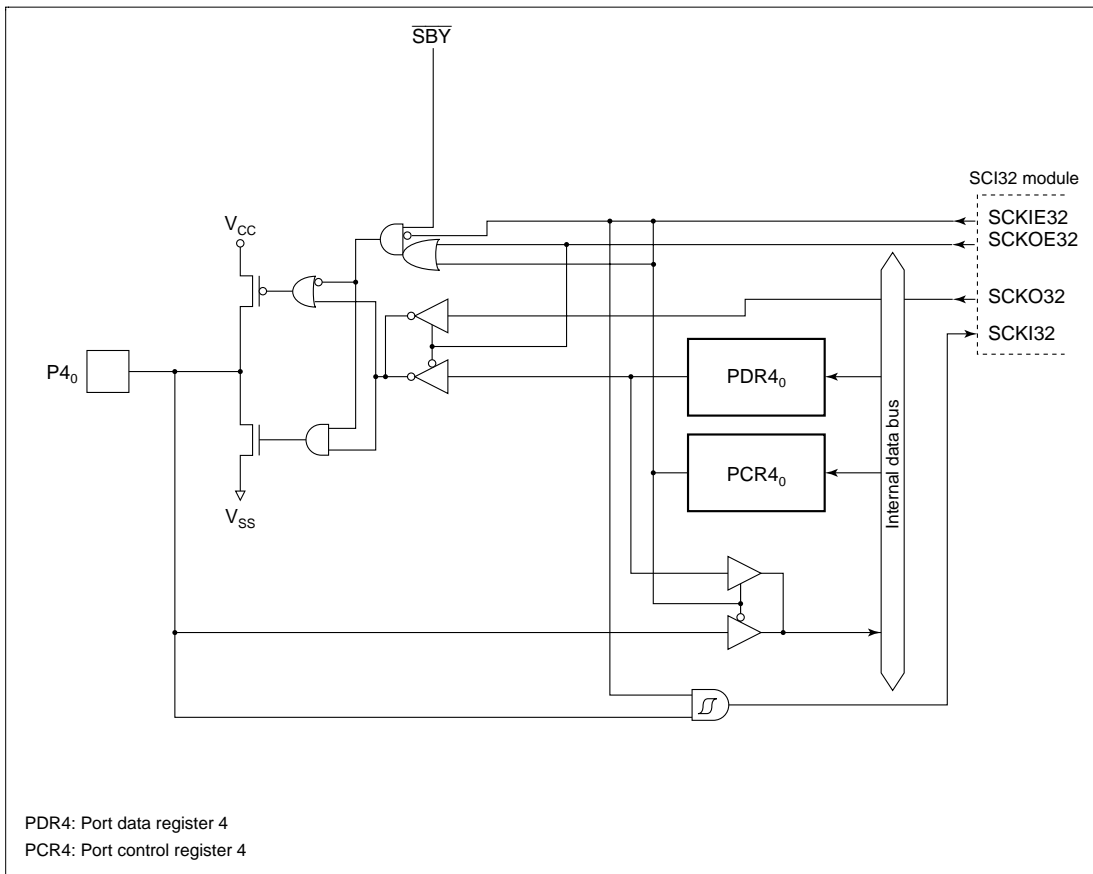 SBY
SCI32 module
SCKIE32
SCKOE32
SCKO32
SCKI32
VCC
P40
VSS
PDR40
PCR40
Internal data bus
PDR4: Port data register 4
PCR4: Port control register 4